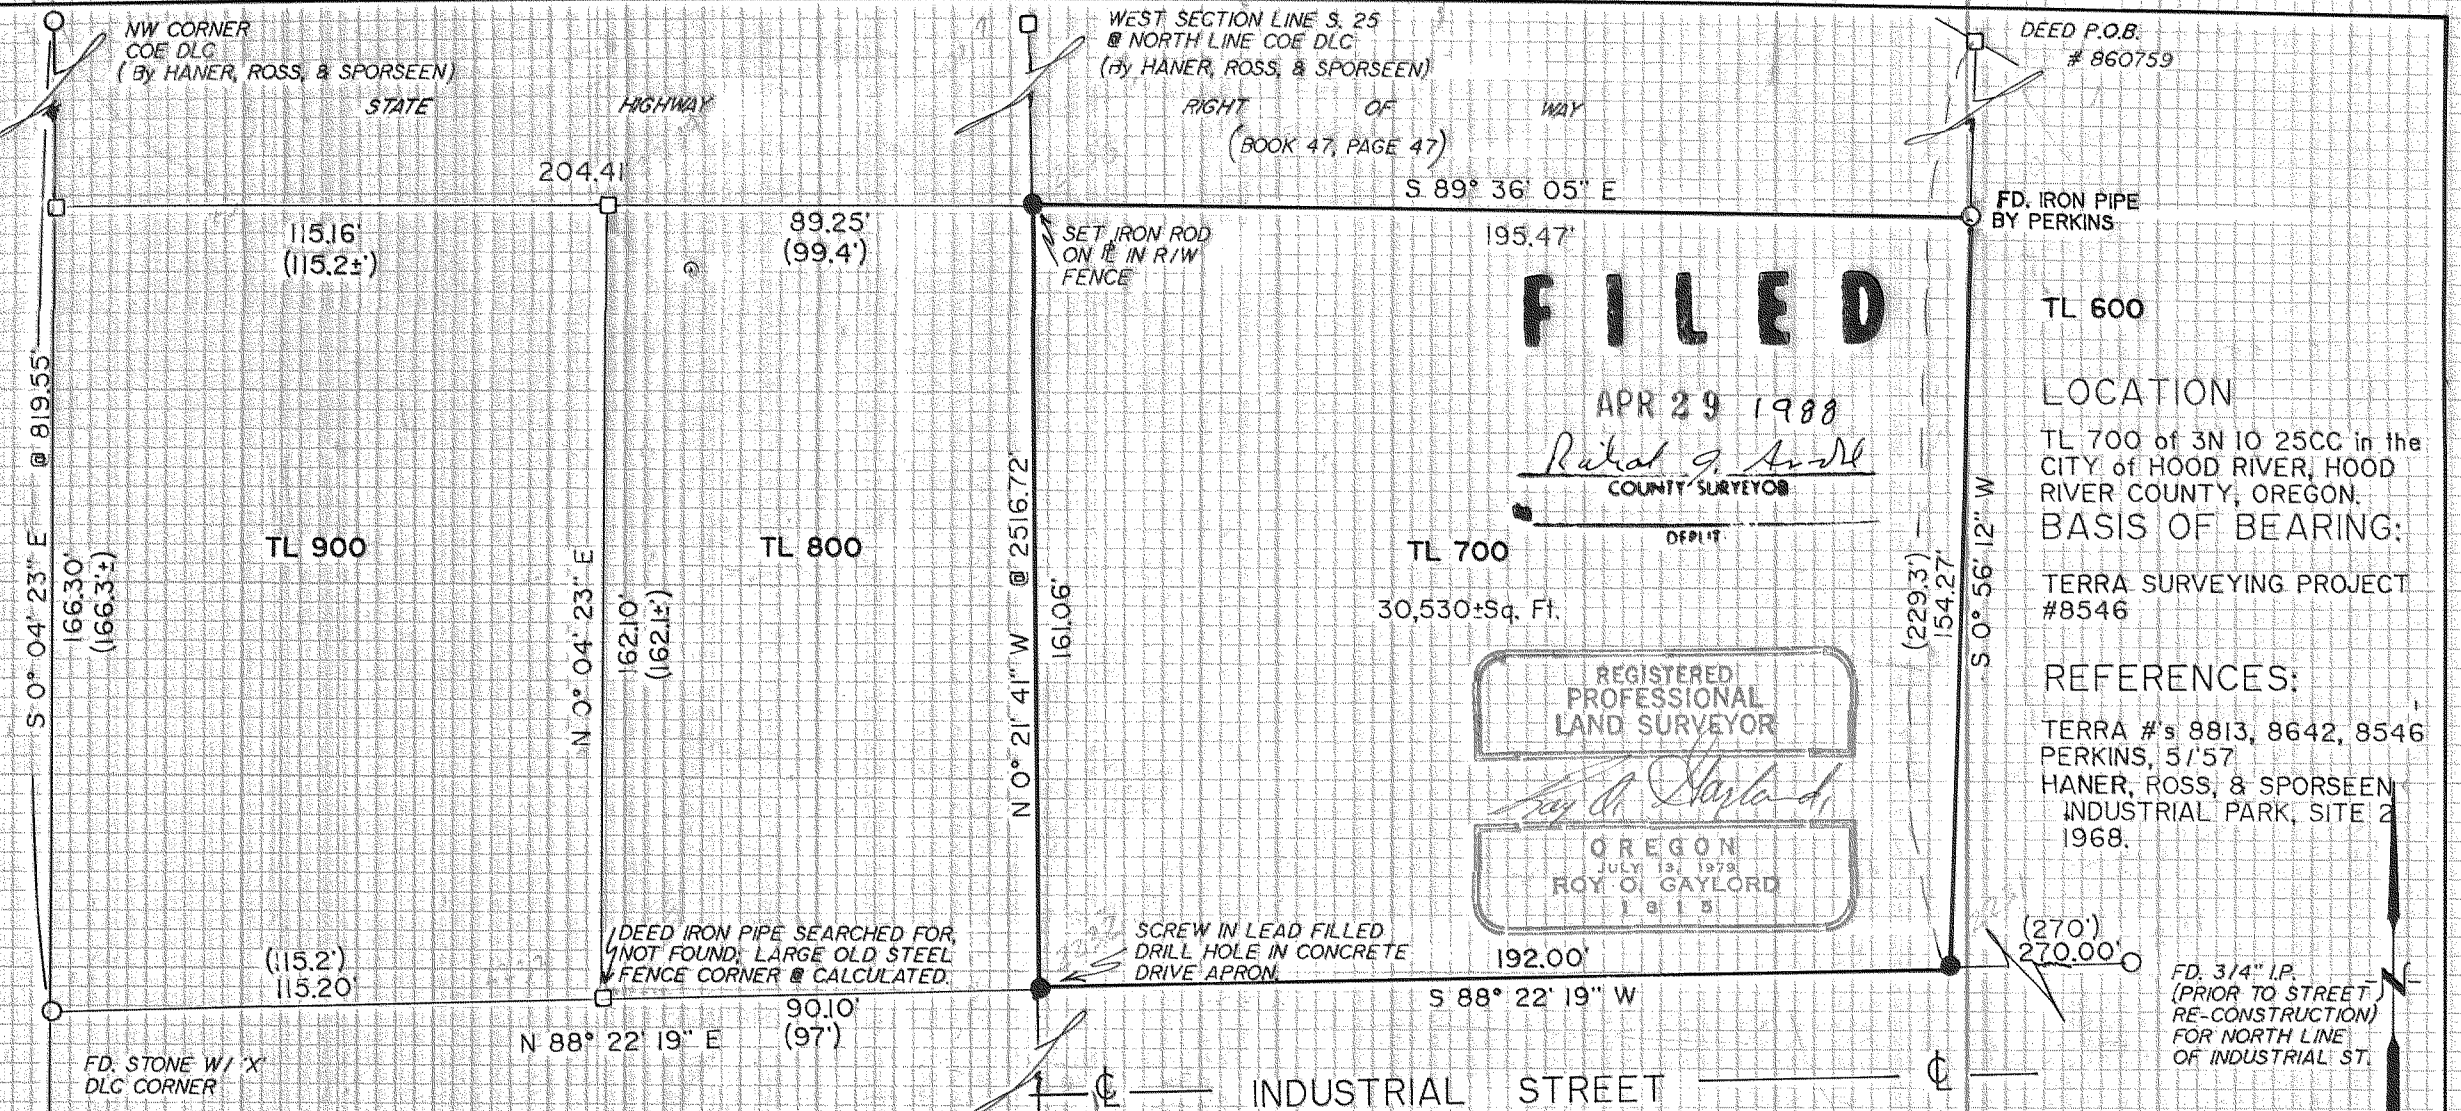 NW CORNER
COE DLC
( By HANER, ROSS, & SPORSEEN)
WEST SECTION LINE S. 25
@ NORTH LINE COE DLC
(By HANER, ROSS, & SPORSEEN)
DEED P.O.B.
# 860759
STATE HIGHWAY RIGHT OF WAY
(BOOK 47, PAGE 47)
204.41'
S 89° 36' 05" E
195.47'
FD. IRON PIPE
BY PERKINS
115.16'
(115.2±')
99.25'
(99.4')
SET IRON ROD
ON ℄ IN R/W
FENCE
FILED
APR 29 1988
COUNTY SURVEYOR
DEPUTY
TL 600
LOCATION
TL 700 of 3N 10 25CC in the
CITY of HOOD RIVER, HOOD
RIVER COUNTY, OREGON.
BASIS OF BEARING:
TERRA SURVEYING PROJECT
#8546
REFERENCES:
TERRA #'s 8813, 8642, 8546
PERKINS, 5/'57
HANER, ROSS, & SPORSEEN
INDUSTRIAL PARK, SITE 2
1968.
S 0° 04' 23" E @ 819.55'
166.30'
(166.3'±)
TL 900
N 0° 04' 23" E
162.10'
(162.1±')
TL 800
N 0° 21' 41" W @ 2516.72'
161.06'
TL 700
30,530±Sq. Ft.
(229.3')
154.27'
S 0° 56' 12" W
REGISTERED
PROFESSIONAL
LAND SURVEYOR
Roy O. Gaylord
OREGON
JULY 13, 1979
ROY O. GAYLORD
1815
(115.2')
115.20'
DEED IRON PIPE SEARCHED FOR,
NOT FOUND; LARGE OLD STEEL
FENCE CORNER @ CALCULATED.
90.10'
(97')
N 88° 22' 19" E
SCREW IN LEAD FILLED
DRILL HOLE IN CONCRETE
DRIVE APRON.
192.00'
S 88° 22' 19" W
(270')
270.00'
FD. 3/4" I.P.
(PRIOR TO STREET
RE-CONSTRUCTION)
FOR NORTH LINE
OF INDUSTRIAL ST.
N
FD. STONE W/ 'X'
DLC CORNER
℄ INDUSTRIAL STREET ℄